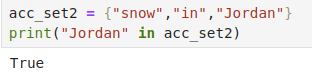 acc_set2 = {"snow","in","Jordan"}
print("Jordan" in acc_set2)
True